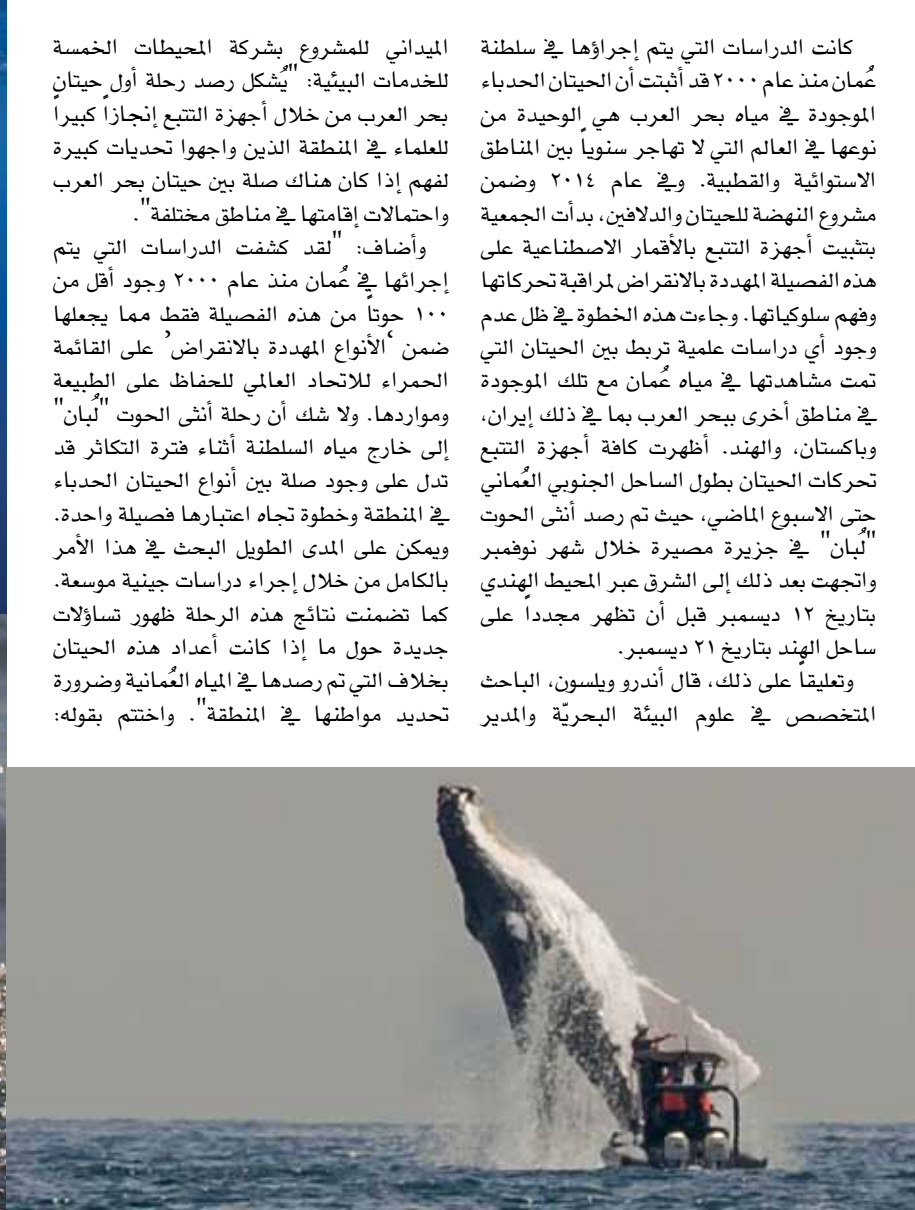 كانت الدراسات التي يتم إجراؤها في سلطنة
عُمان منذ عام ٢٠٠٠ قد أثبتت أن الحيتان الحدباء
الموجودة في مياه بحر العرب هي الوحيدة من
نوعها في العالم التي لا تهاجر سنوياً بين المناطق
الاستوائية والقطبية. وفي عام ٢٠١٤ وضمن
مشروع النهضة للحيتان والدلافين، بدأت الجمعية
بتثبيت أجهزة التتبع بالأقمار الاصطناعية على
هذه الفصيلة المهددة بالانقراض لمراقبة تحركاتها
وفهم سلوكياتها. وجاءت هذه الخطوة في ظل عدم
وجود أي دراسات علمية تربط بين الحيتان التي
تمت مشاهدتها في مياه عُمان مع تلك الموجودة
في مناطق أخرى ببحر العرب بما في ذلك إيران،
وباكستان، والهند. أظهرت كافة أجهزة التتبع
تحركات الحيتان بطول الساحل الجنوبي العُماني
حتى الاسبوع الماضي، حيث تم رصد أنثى الحوت
"لُبان" في جزيرة مصيرة خلال شهر نوفمبر
واتجهت بعد ذلك إلى الشرق عبر المحيط الهندي
بتاريخ ١٢ ديسمبر قبل أن تظهر مجدداً على
ساحل الهند بتاريخ ٢١ ديسمبر.
وتعليقاً على ذلك، قال أندرو ويلسون، الباحث
المتخصص في علوم البيئة البحريّة والمدير
الميداني للمشروع بشركة المحيطات الخمسة
للخدمات البيئية: "يُشكل رصد رحلة أول حيتان
بحر العرب من خلال أجهزة التتبع إنجازاً كبيراً
للعلماء في المنطقة الذين واجهوا تحديات كبيرة
لفهم إذا كان هناك صلة بين حيتان بحر العرب
واحتمالات إقامتها في مناطق مختلفة".
وأضاف: "لقد كشفت الدراسات التي يتم
إجرائها في عُمان منذ عام ٢٠٠٠ وجود أقل من
١٠٠ حوتاً من هذه الفصيلة فقط مما يجعلها
ضمن ‘الأنواع المهددة بالانقراض’ على القائمة
الحمراء للاتحاد العالمي للحفاظ على الطبيعة
ومواردها. ولا شك أن رحلة أنثى الحوت "لُبان"
إلى خارج مياه السلطنة أثناء فترة التكاثر قد
تدل على وجود صلة بين أنواع الحيتان الحدباء
في المنطقة وخطوة تجاه اعتبارها فصيلة واحدة.
ويمكن على المدى الطويل البحث في هذا الأمر
بالكامل من خلال إجراء دراسات جينية موسعة.
كما تضمنت نتائج هذه الرحلة ظهور تساؤلات
جديدة حول ما إذا كانت أعداد هذه الحيتان
بخلاف التي تم رصدها في المياه العُمانية وضرورة
تحديد مواطنها في المنطقة". واختتم بقوله: